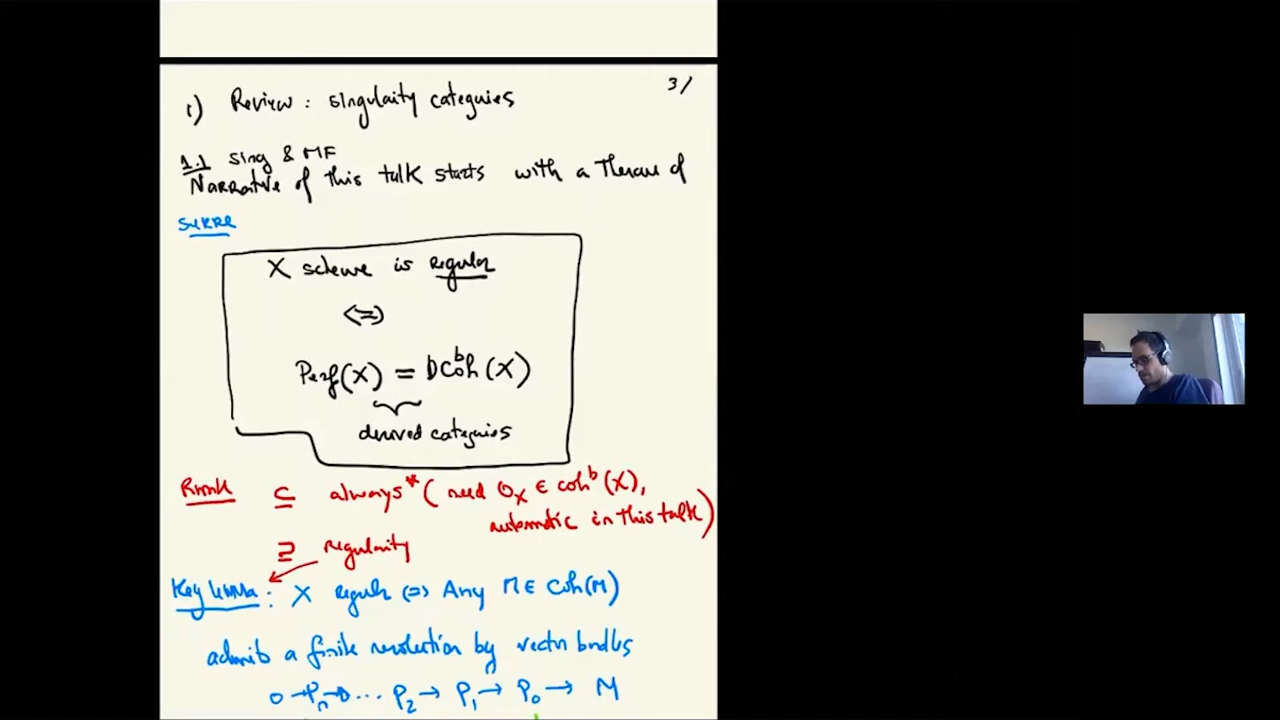 3/
1) Review : singularity categories
1.1 Sing & MF
Narrative of this talk starts with a Theorem of
SERRE
X scheme is regular
⇔
Perf(X) = DCoh^b(X)
derived categories
Rmk ⊆ always* (need O_X ∈ Coh^b(X),
automatic in this talk)
⊇ regularity
Key lemma : X regular ⇔ Any M ∈ Coh(M)
admits a finite resolution by vector bundles
0 → P_n → ... P_2 → P_1 → P_0 → M